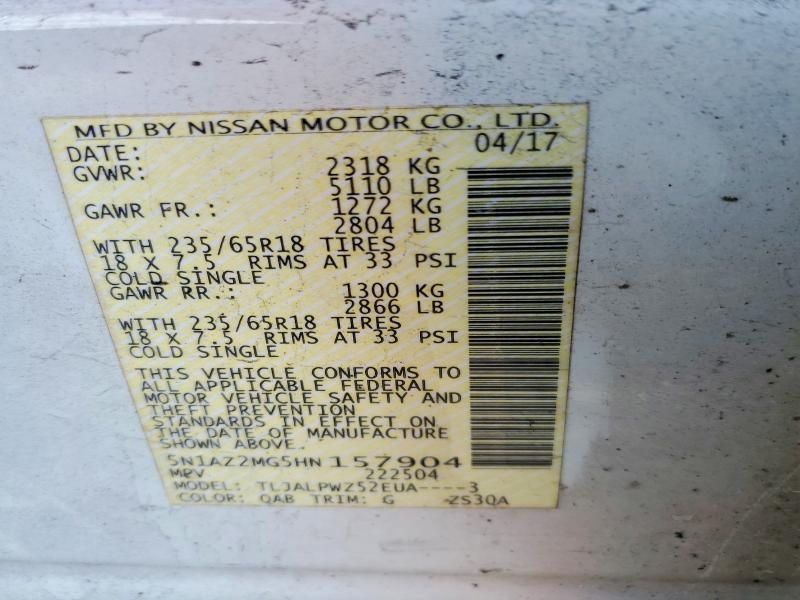 MFD BY NISSAN MOTOR CO., LTD.
DATE: 04/17
GVWR: 2318 KG
5110 LB
GAWR FR.: 1272 KG
2804 LB
WITH 235/65R18 TIRES
18 X 7.5 RIMS AT 33 PSI
COLD SINGLE
GAWR RR.: 1300 KG
2866 LB
WITH 235/65R18 TIRES
18 X 7.5 RIMS AT 33 PSI
COLD SINGLE
THIS VEHICLE CONFORMS TO
ALL APPLICABLE FEDERAL
MOTOR VEHICLE SAFETY AND
THEFT PREVENTION
STANDARDS IN EFFECT ON
THE DATE OF MANUFACTURE
SHOWN ABOVE.
5N1AZ2MG5HN157904
MPV 222504
MODEL: TLJALPWZ52EUA----3
COLOR: QAB TRIM: G ZS3QA